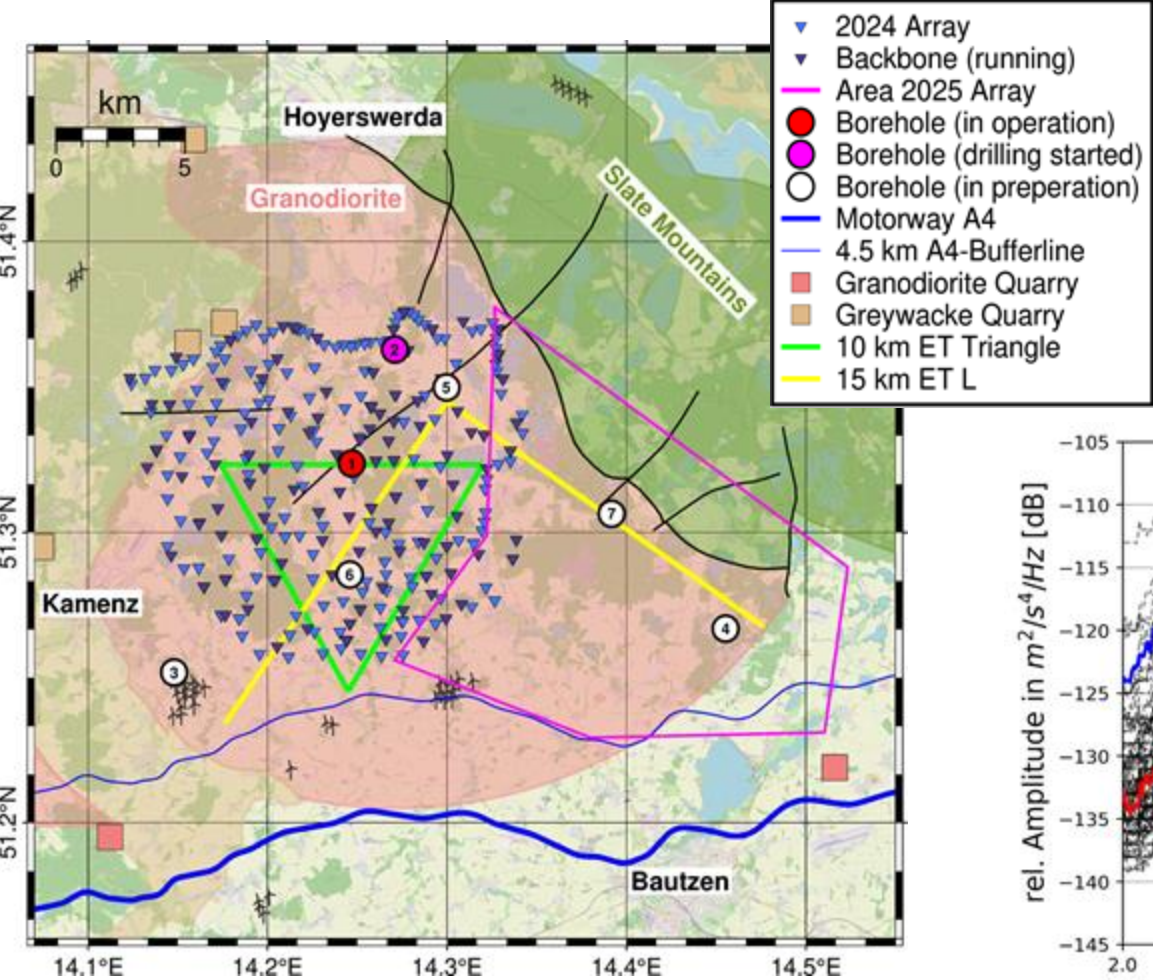 2024 Array
Backbone (running)
Area 2025 Array
Borehole (in operation)
Borehole (drilling started)
Borehole (in preperation)
Motorway A4
4.5 km A4-Bufferline
Granodiorite Quarry
Greywacke Quarry
10 km ET Triangle
15 km ET L
km
0 5
Hoyerswerda
Granodiorite
Slate Mountains
51.4°N
2
5
1
7
51.3°N
6
Kamenz
4
3
51.2°N
Bautzen
14.1°E 14.2°E 14.3°E 14.4°E 14.5°E
rel. Amplitude in m²/s⁴/Hz [dB]
−105
−110
−115
−120
−125
−130
−135
−140
−145
2.0